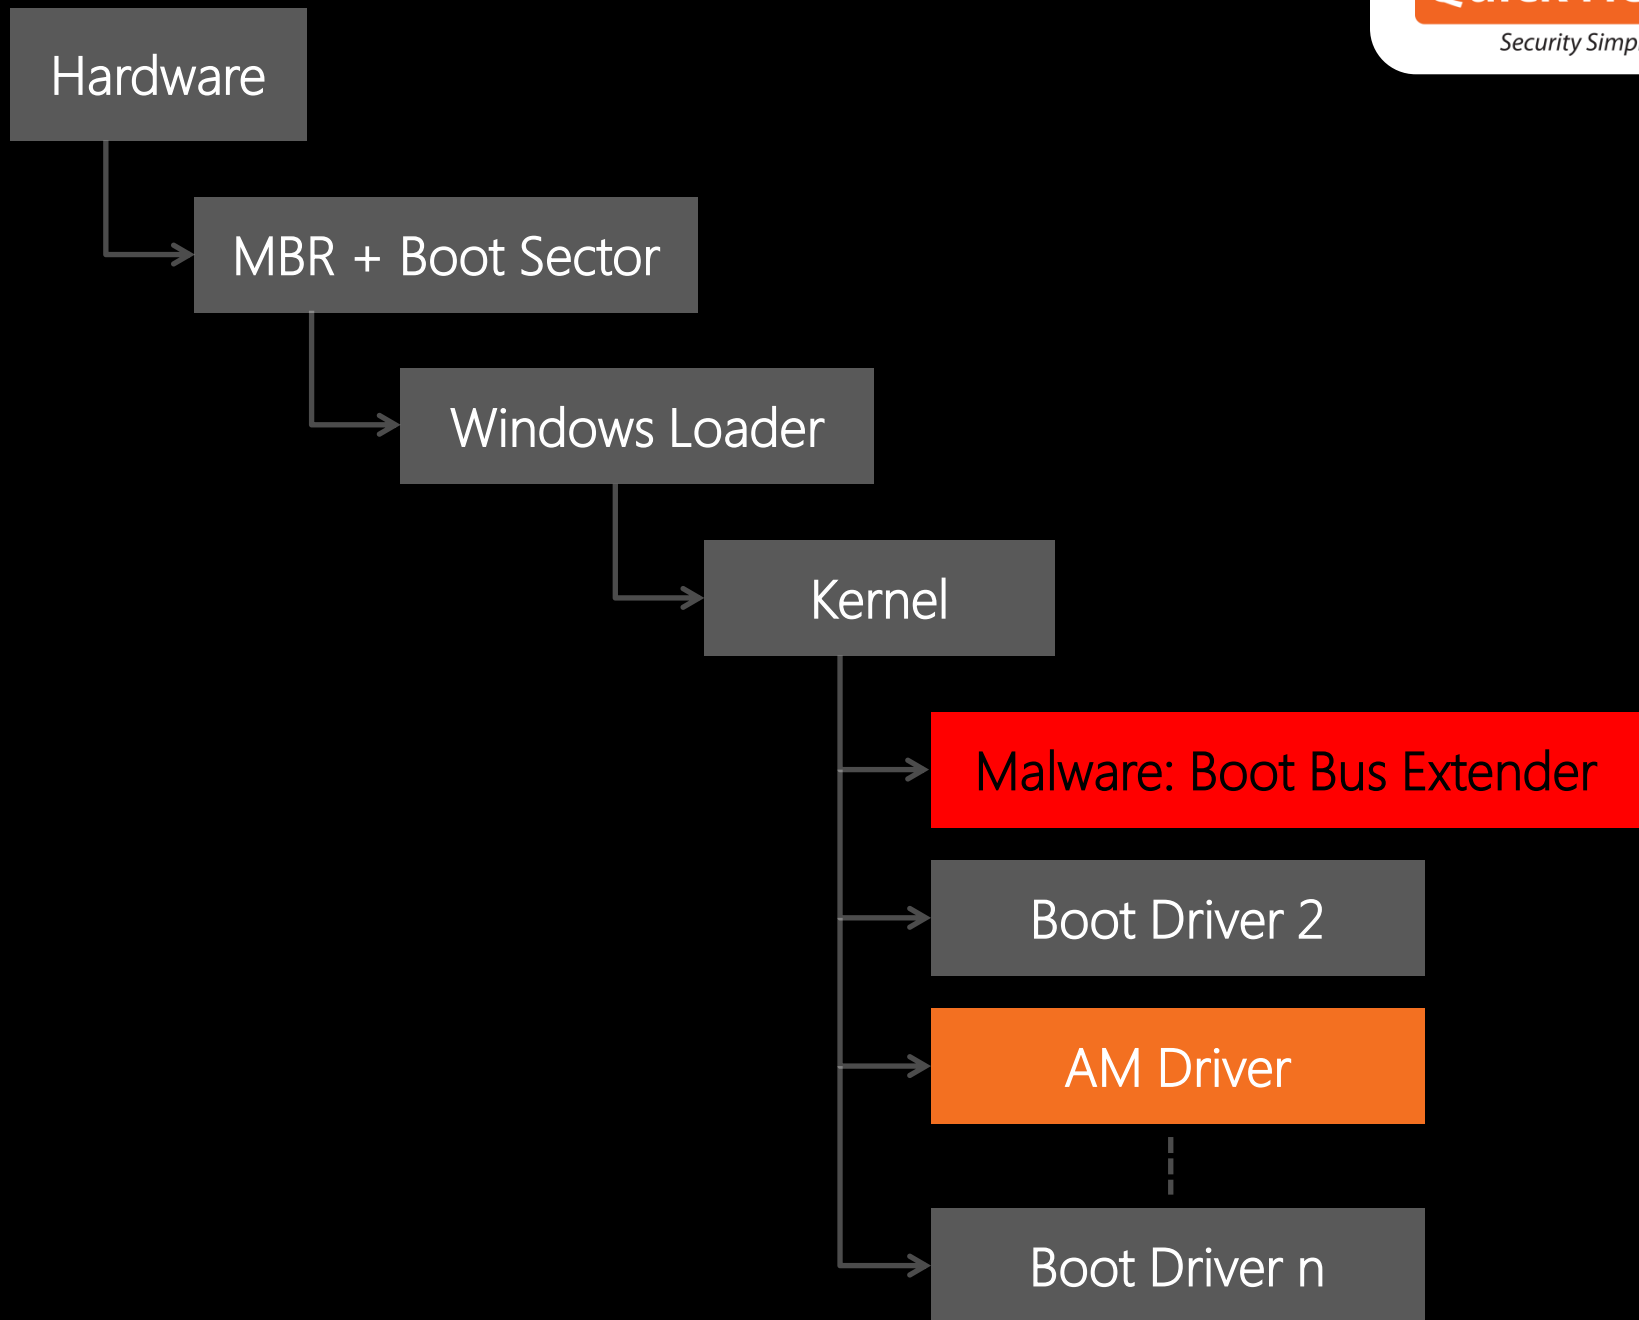 Security
Hardware
MBR + Boot Sector
Windows Loader
Kernel
Malware: Boot Bus Extender
Boot Driver 2
AM Driver
Boot Driver n